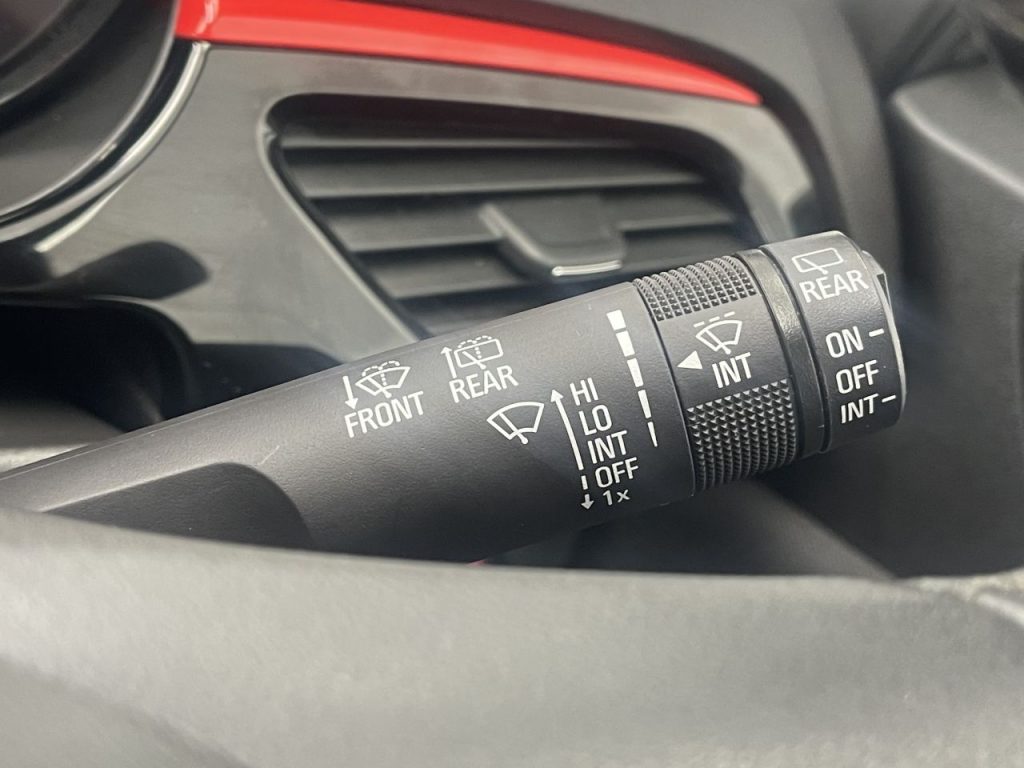 FRONT
REAR
HI
LO
INT
OFF
1x
INT
REAR
ON
OFF
INT